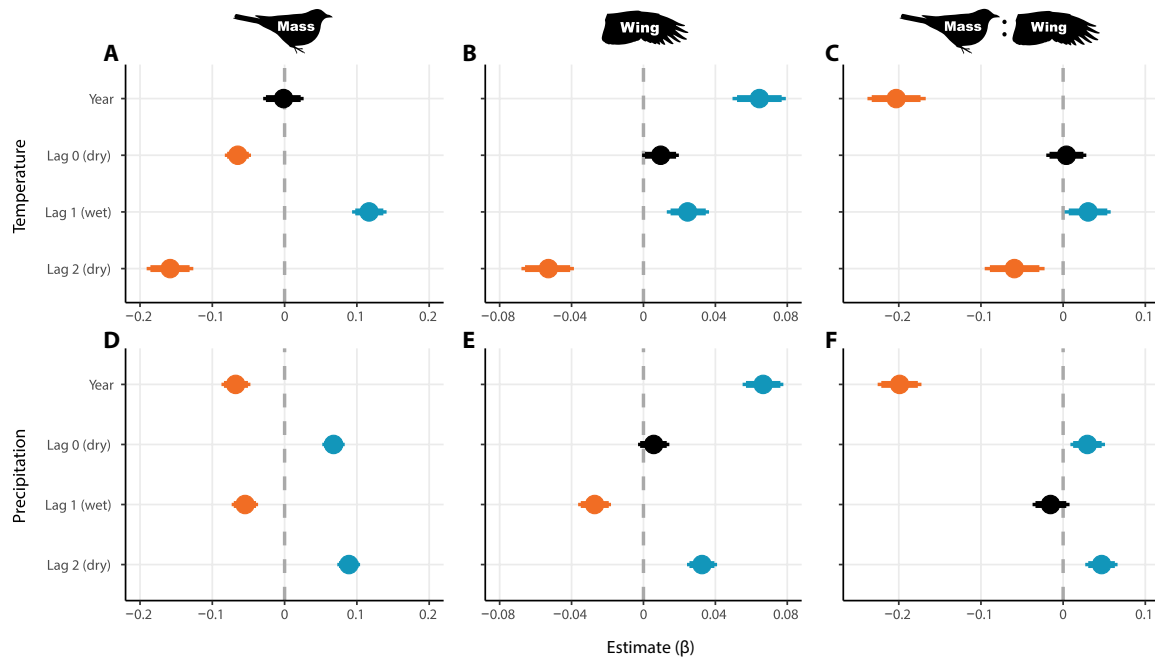 Mass
Wing
Mass : Wing
A
B
C
Temperature
Year
Lag 0 (dry)
Lag 1 (wet)
Lag 2 (dry)
−0.2 −0.1 0 0.1 0.2
−0.08 −0.04 0 0.04 0.08
−0.2 −0.1 0 0.1
D
E
F
Precipitation
Year
Lag 0 (dry)
Lag 1 (wet)
Lag 2 (dry)
−0.2 −0.1 0 0.1 0.2
−0.08 −0.04 0 0.04 0.08
−0.2 −0.1 0 0.1
Estimate (β)